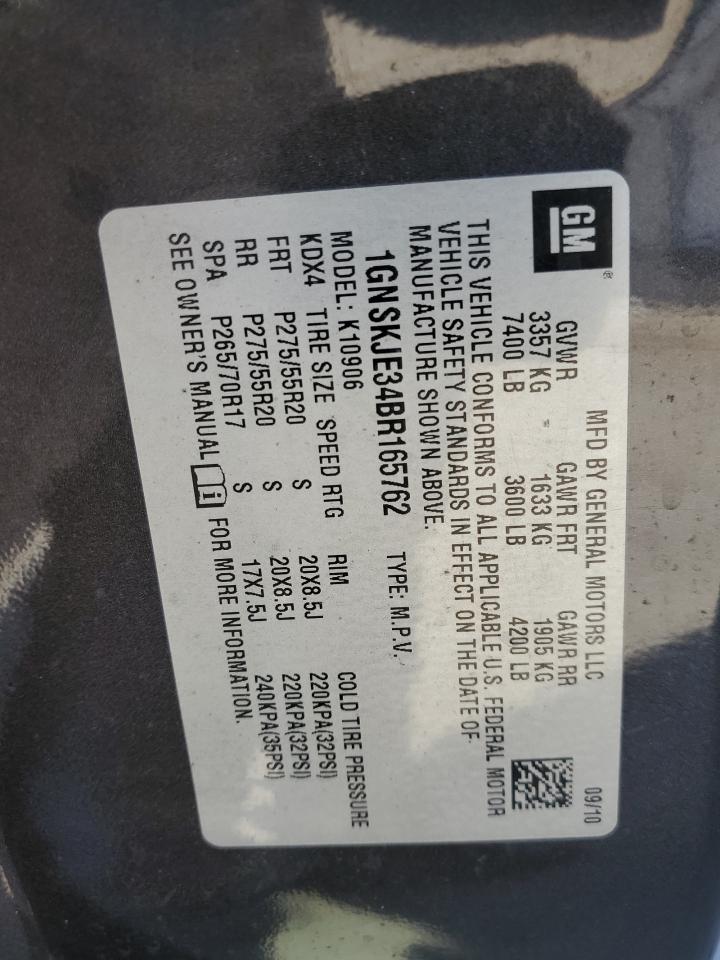 GM®
MFD BY GENERAL MOTORS LLC 09/10
GVWR GAWR FRT GAWR RR
3357 KG 1633 KG 1905 KG
7400 LB 3600 LB 4200 LB
THIS VEHICLE CONFORMS TO ALL APPLICABLE U.S. FEDERAL MOTOR
VEHICLE SAFETY STANDARDS IN EFFECT ON THE DATE OF
MANUFACTURE SHOWN ABOVE.
1GNSKJE34BR165762 TYPE: M.P.V.
MODEL: K10906
KDX4 TIRE SIZE SPEED RTG RIM COLD TIRE PRESSURE
FRT P275/55R20 S 20X8.5J 220KPA(32PSI)
RR P275/55R20 S 20X8.5J 220KPA(32PSI)
SPA P265/70R17 S 17X7.5J 240KPA(35PSI)
SEE OWNER'S MANUAL FOR MORE INFORMATION.